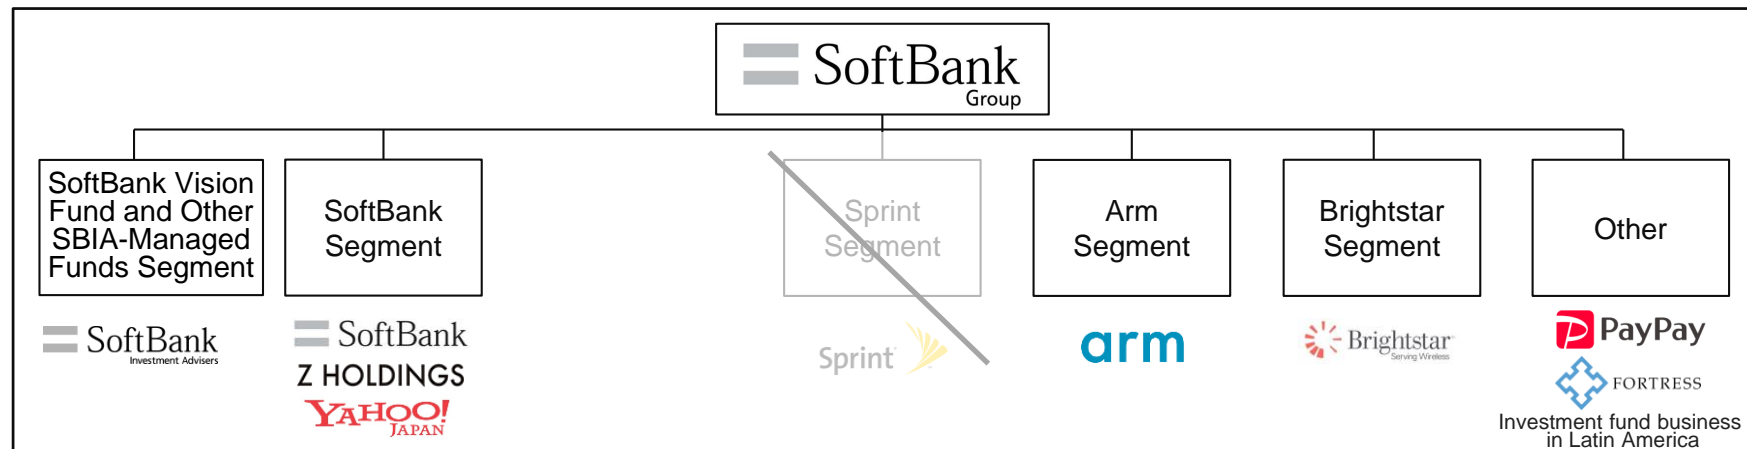 SoftBank
Group
SoftBank Vision
Fund and Other
SBIA-Managed
Funds Segment
SoftBank
Segment
Sprint
Segment
Arm
Segment
Brightstar
Segment
Other
SoftBank
Investment Advisers
SoftBank
Z HOLDINGS
YAHOO!
JAPAN
Sprint
arm
Brightstar
Serving Wireless
PayPay
FORTRESS
Investment fund business
in Latin America